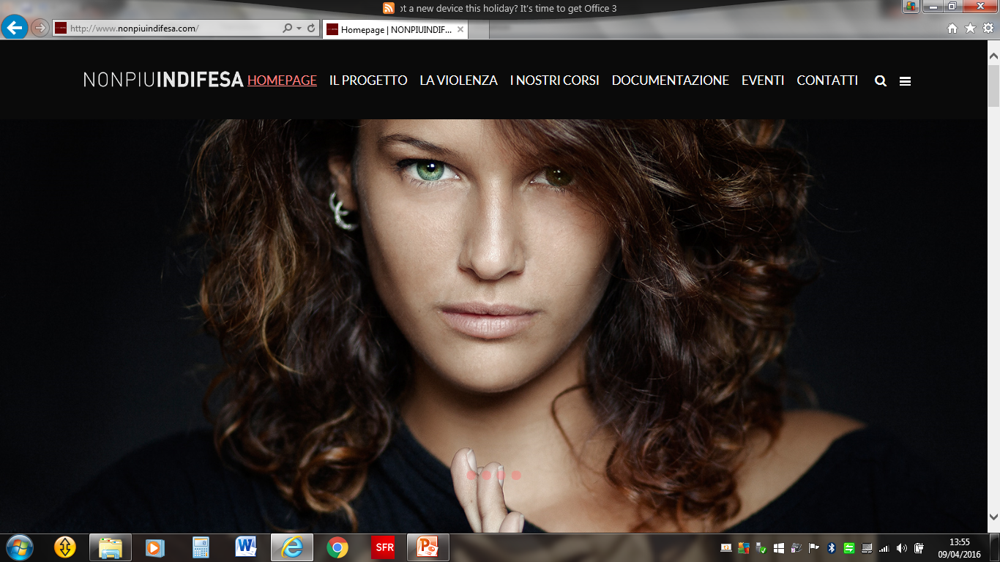 ot a new device this holiday? It's time to get Office 3
http://www.nonpiuindifesa.com/
Homepage | NONPIUINDIF...
NONPIUINDIFESA HOMEPAGE IL PROGETTO LA VIOLENZA I NOSTRI CORSI DOCUMENTAZIONE EVENTI CONTATTI
SFR
13:55
09/04/2016